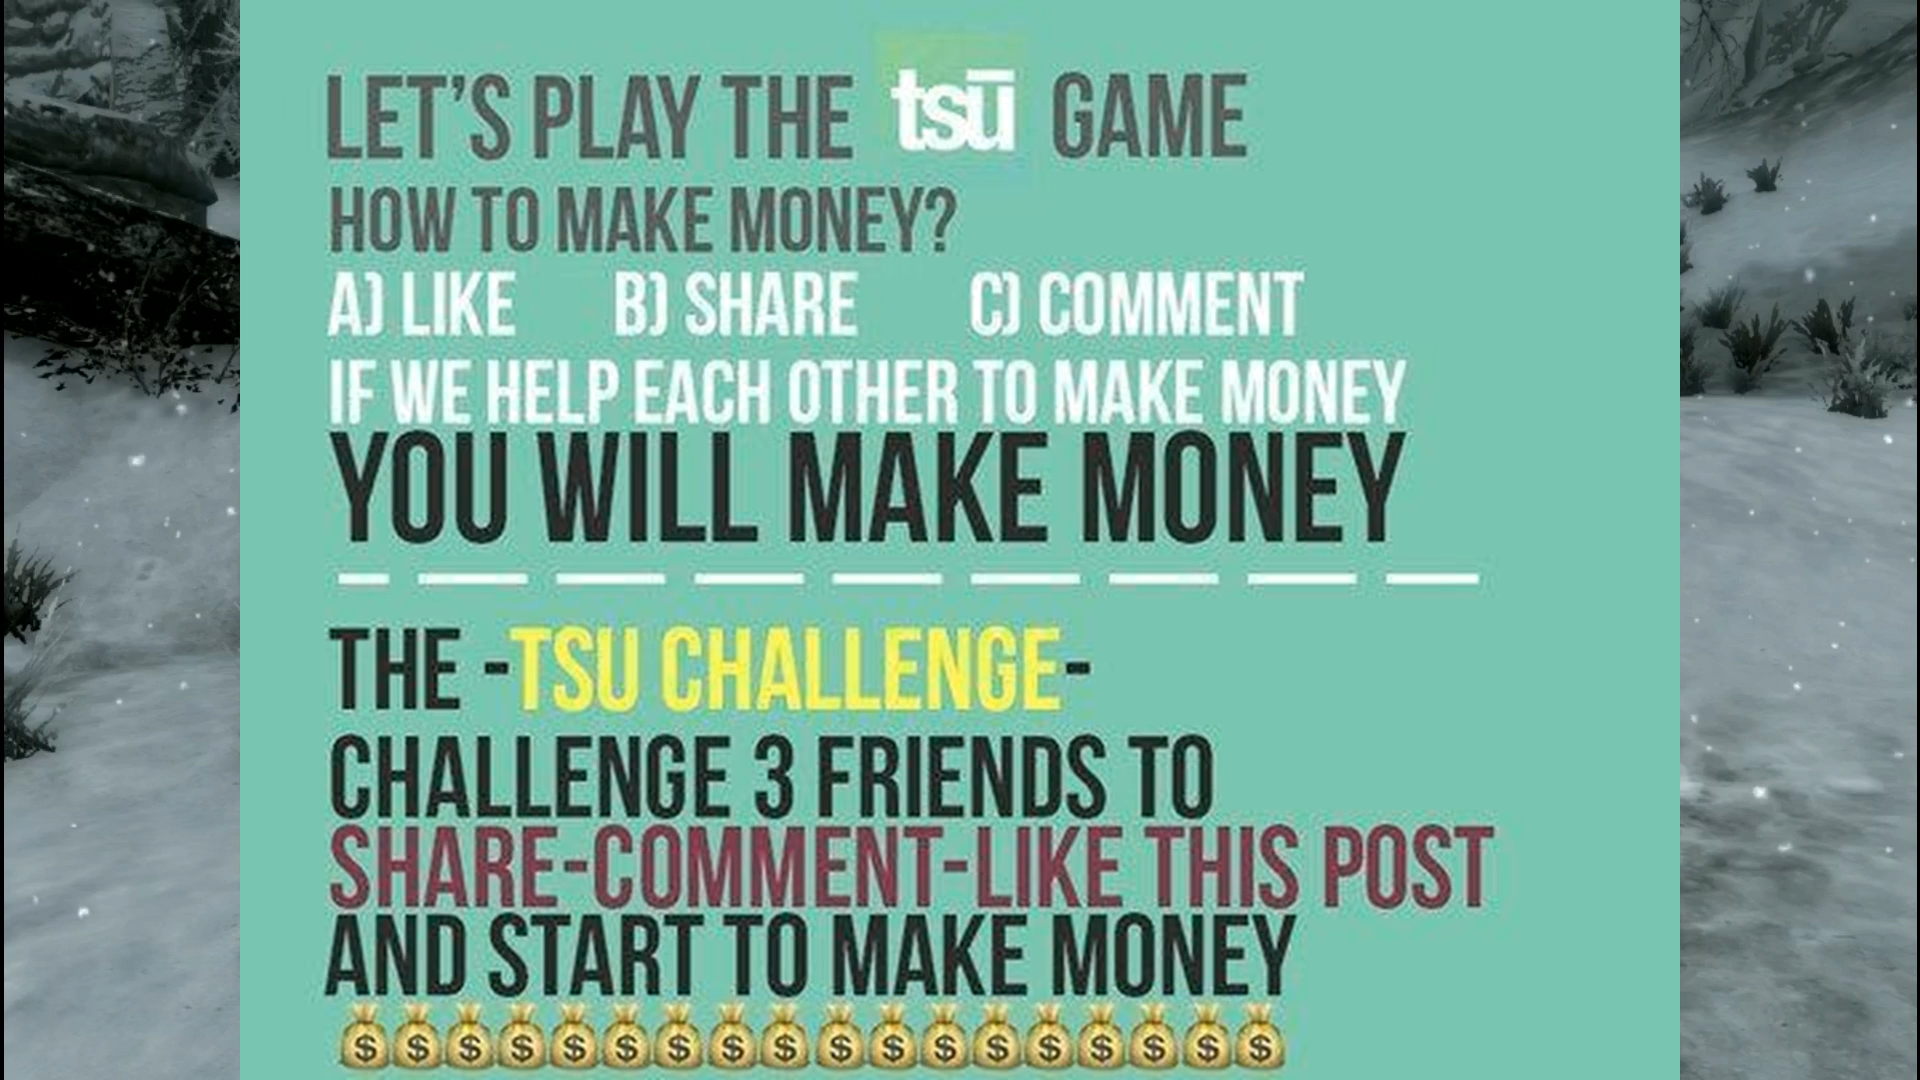 LET'S PLAY THE tsū GAME
HOW TO MAKE MONEY?
A) LIKE B) SHARE C) COMMENT
IF WE HELP EACH OTHER TO MAKE MONEY
YOU WILL MAKE MONEY
THE -TSU CHALLENGE-
CHALLENGE 3 FRIENDS TO
SHARE-COMMENT-LIKE THIS POST
AND START TO MAKE MONEY
$ $ $ $ $ $ $ $ $ $ $ $ $ $ $ $ $ $